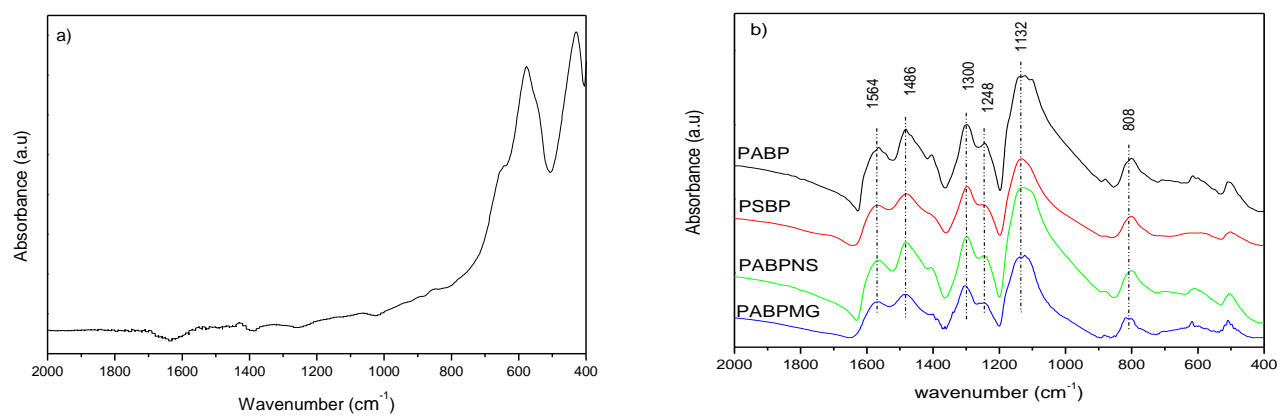 a)
Absorbance (a.u)
2000 1800 1600 1400 1200 1000 800 600 400
Wavenumber (cm⁻¹)
b)
1564 1486 1300 1248 1132 808
PABP
PSBP
PABPNS
PABPMG
Absorbance (a.u)
2000 1800 1600 1400 1200 1000 800 600 400
wavenumber (cm⁻¹)